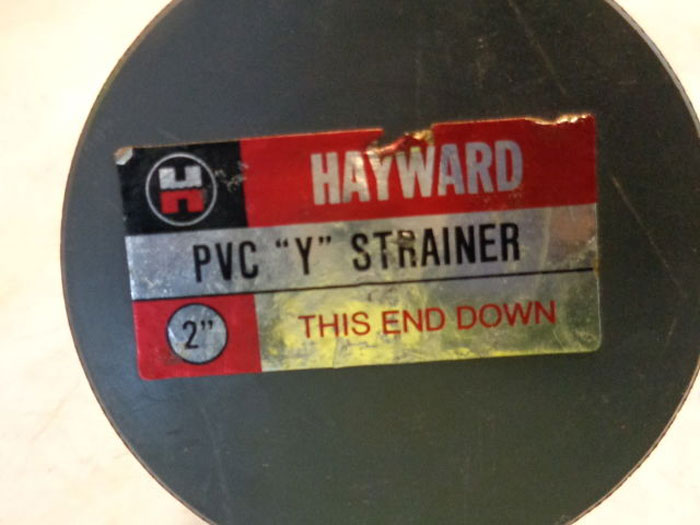 HAYWARD
PVC "Y" STRAINER
2" THIS END DOWN